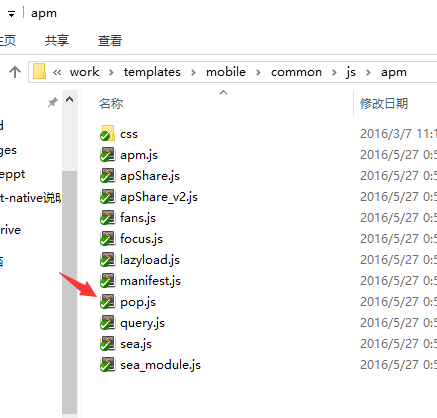 apm
主页 共享 查看
« work › templates › mobile › common › js › apm
名称 修改日期
css 2016/3/7 11:1
apm.js 2016/5/27 0:5
apShare.js 2016/5/27 0:5
apShare_v2.js 2016/5/27 0:5
fans.js 2016/5/27 0:5
focus.js 2016/5/27 0:5
lazyload.js 2016/5/27 0:5
manifest.js 2016/5/27 0:5
pop.js 2016/5/27 0:5
query.js 2016/5/27 0:5
sea.js 2016/5/27 0:5
sea_module.js 2016/5/27 0:5
d
ges
eppt
t-native说明
rive